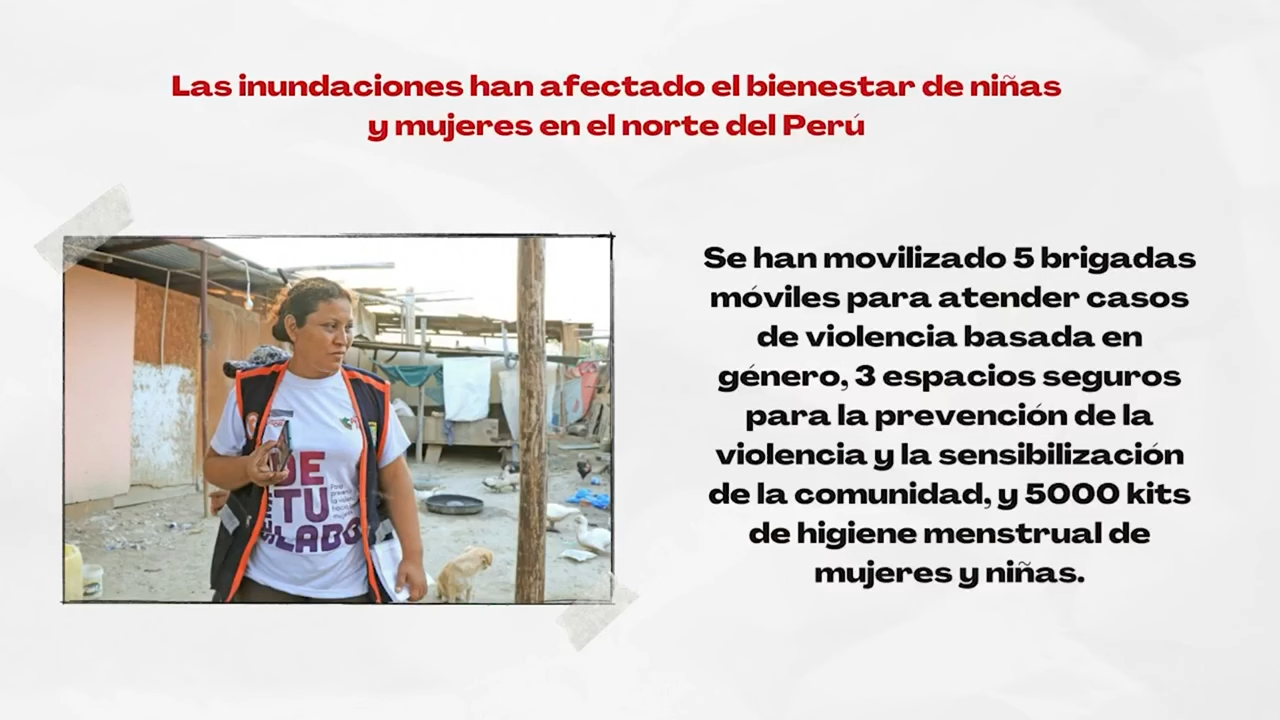 Las inundaciones han afectado el bienestar de niñas
y mujeres en el norte del Perú
Se han movilizado 5 brigadas
móviles para atender casos
de violencia basada en
género, 3 espacios seguros
para la prevención de la
violencia y la sensibilización
de la comunidad, y 5000 kits
de higiene menstrual de
mujeres y niñas.
DE
TU
LADO